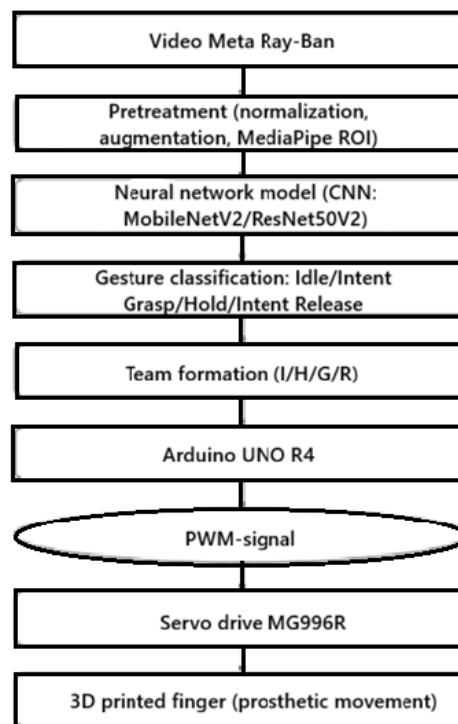 Video Meta Ray-Ban
Pretreatment (normalization,
augmentation, MediaPipe ROI)
Neural network model (CNN:
MobileNetV2/ResNet50V2)
Gesture classification: Idle/Intent
Grasp/Hold/Intent Release
Team formation (I/H/G/R)
Arduino UNO R4
PWM-signal
Servo drive MG996R
3D printed finger (prosthetic movement)